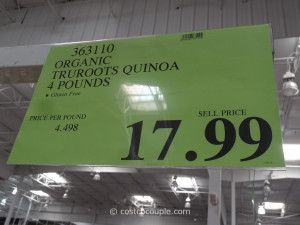 363110
ORGANIC
TRUROOTS QUINOA
4 POUNDS
* Gluten Free
PRICE PER POUND
4.498
SELL PRICE
17.99
© costcocouple.com